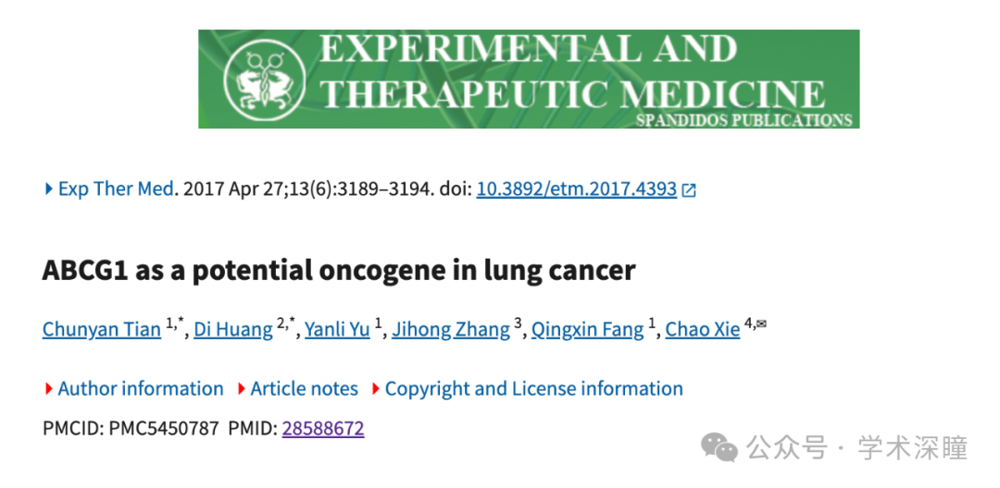 EXPERIMENTAL AND
THERAPEUTIC MEDICINE
SPANDIDOS PUBLICATIONS
Exp Ther Med. 2017 Apr 27;13(6):3189–3194. doi: 10.3892/etm.2017.4393
ABCG1 as a potential oncogene in lung cancer
Chunyan Tian 1,*, Di Huang 2,*, Yanli Yu 1, Jihong Zhang 3, Qingxin Fang 1, Chao Xie 4,✉
Author information Article notes Copyright and License information
PMCID: PMC5450787 PMID: 28588672
公众号 · 学术深瞳